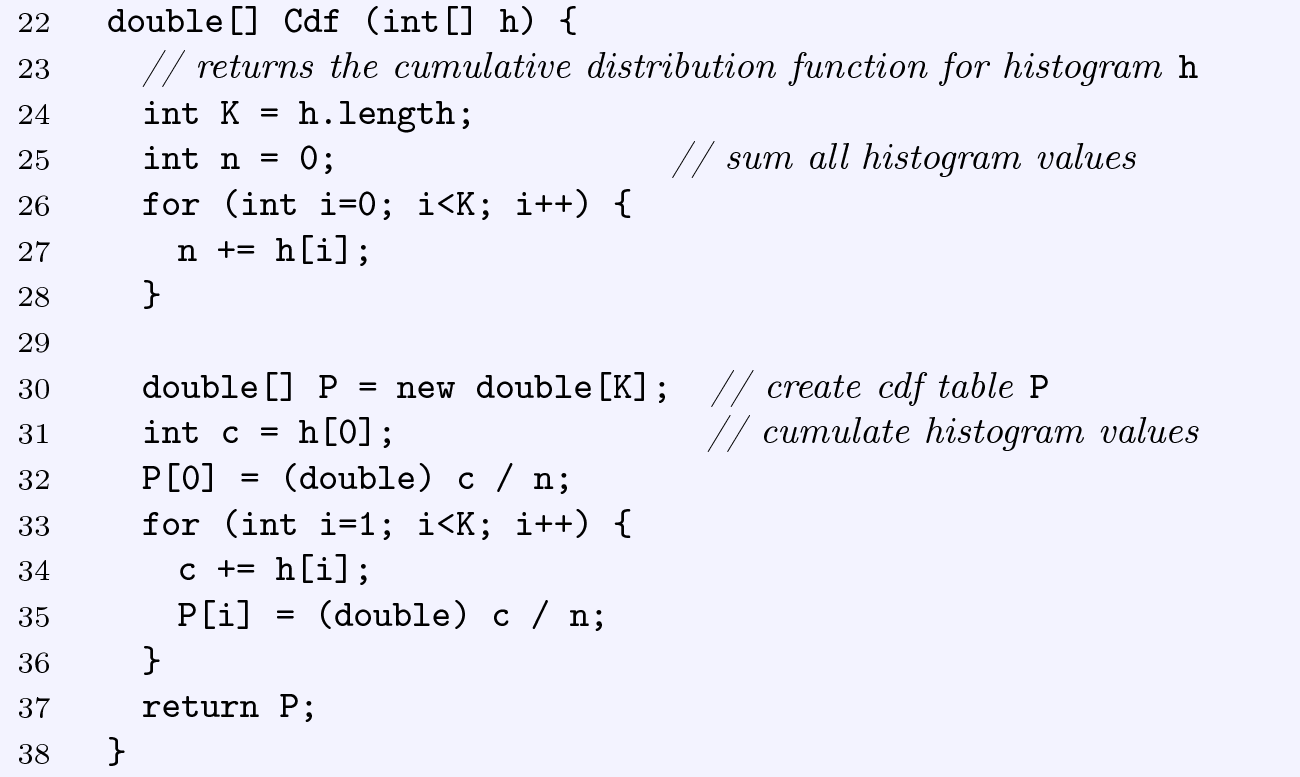 22 double[] Cdf (int[] h) {
23 // returns the cumulative distribution function for histogram h
24 int K = h.length;
25 int n = 0; // sum all histogram values
26 for (int i=0; i<K; i++) {
27 n += h[i];
28 }
29
30 double[] P = new double[K]; // create cdf table P
31 int c = h[0]; // cumulate histogram values
32 P[0] = (double) c / n;
33 for (int i=1; i<K; i++) {
34 c += h[i];
35 P[i] = (double) c / n;
36 }
37 return P;
38 }